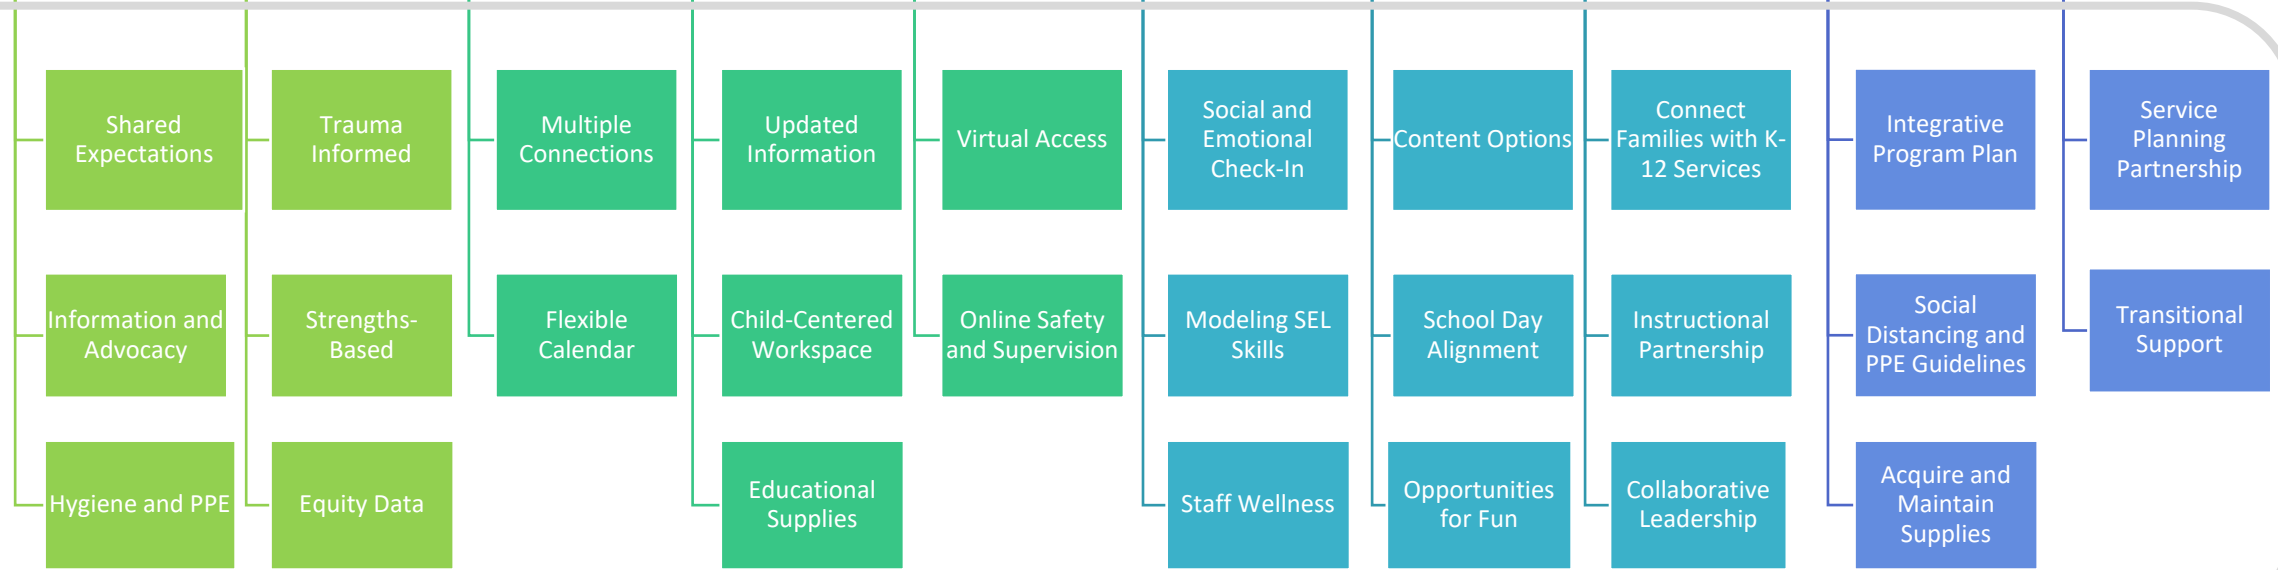 Shared
Expectations
Trauma
Informed
Multiple
Connections
Updated
Information
Virtual Access
Social and
Emotional
Check-In
Content Options
Connect
Families with K-
12 Services
Integrative
Program Plan
Service
Planning
Partnership
Information and
Advocacy
Strengths-
Based
Flexible
Calendar
Child-Centered
Workspace
Online Safety
and Supervision
Modeling SEL
Skills
School Day
Alignment
Instructional
Partnership
Social
Distancing and
PPE Guidelines
Transitional
Support
Hygiene and PPE
Equity Data
Educational
Supplies
Staff Wellness
Opportunities
for Fun
Collaborative
Leadership
Acquire and
Maintain
Supplies